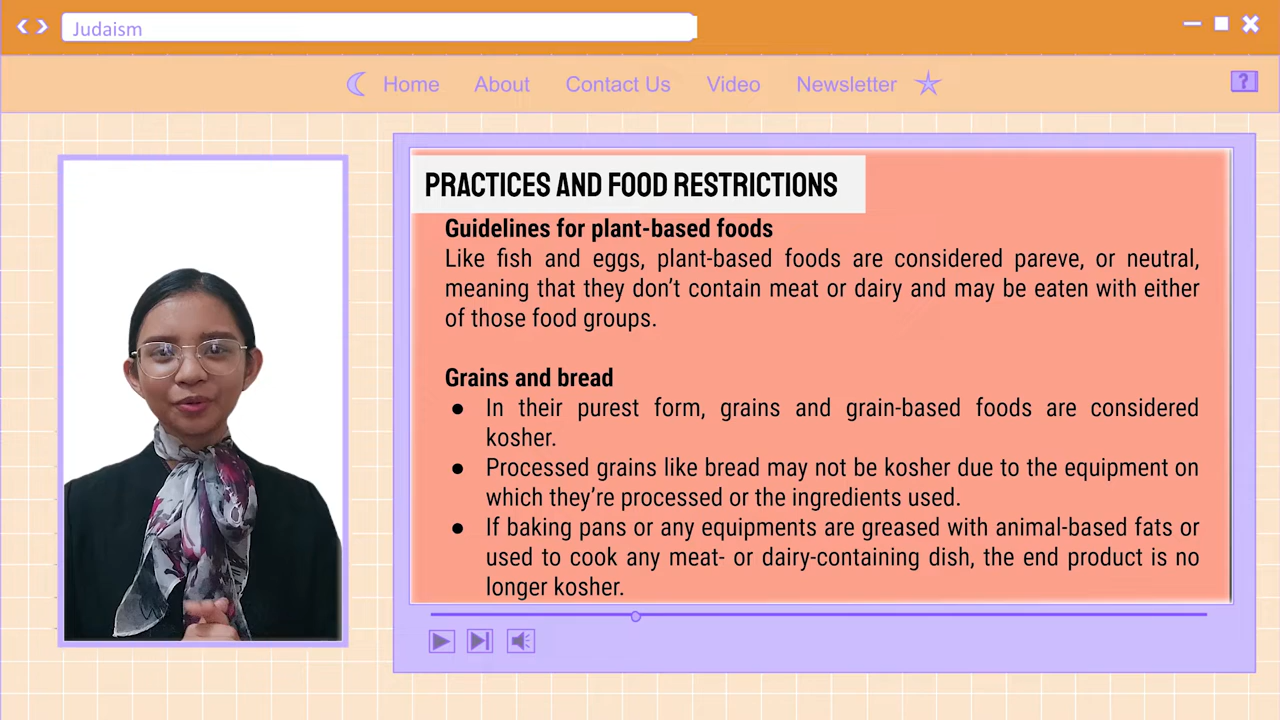 Judaism
Home About Contact Us Video Newsletter
?
PRACTICES AND FOOD RESTRICTIONS
Guidelines for plant-based foods
Like fish and eggs, plant-based foods are considered pareve, or neutral,
meaning that they don't contain meat or dairy and may be eaten with either
of those food groups.
Grains and bread
● In their purest form, grains and grain-based foods are considered
kosher.
● Processed grains like bread may not be kosher due to the equipment on
which they're processed or the ingredients used.
● If baking pans or any equipments are greased with animal-based fats or
used to cook any meat- or dairy-containing dish, the end product is no
longer kosher.